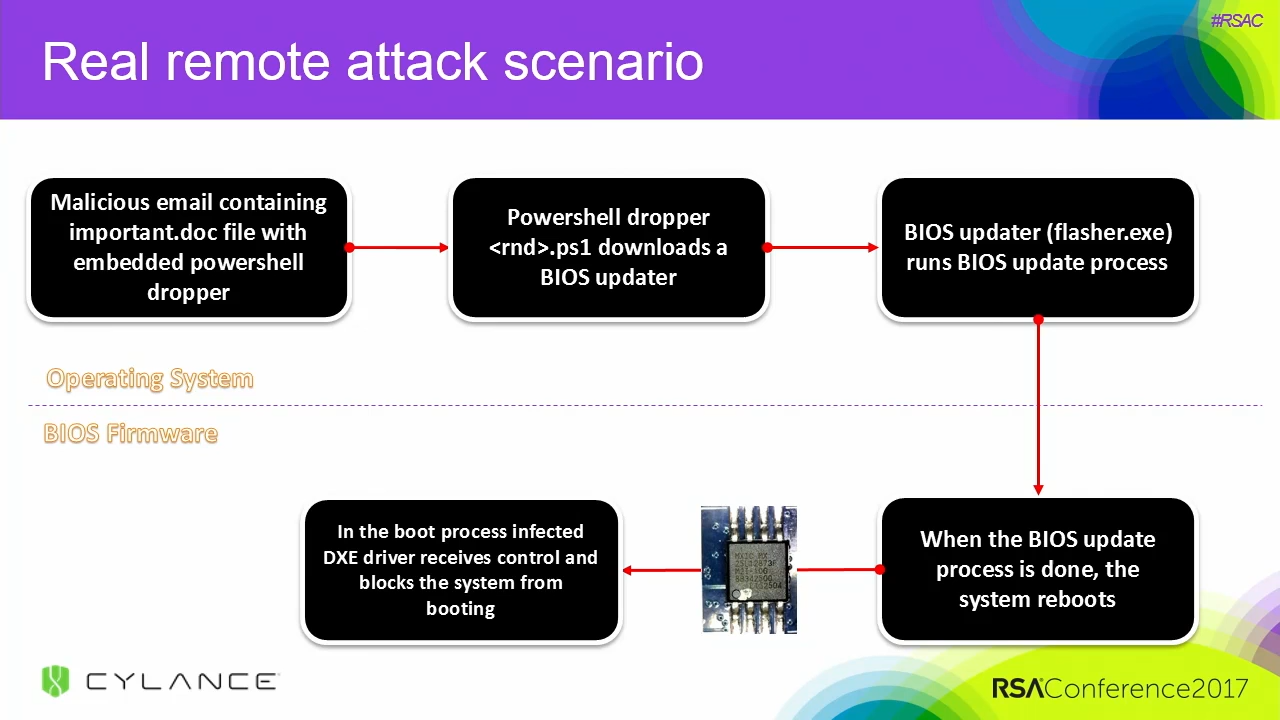 #RSAC
Real remote attack scenario
Malicious email containing
important.doc file with
embedded powershell
dropper
Powershell dropper
<rnd>.ps1 downloads a
BIOS updater
BIOS updater (flasher.exe)
runs BIOS update process
Operating System
BIOS Firmware
In the boot process infected
DXE driver receives control and
blocks the system from
booting
When the BIOS update
process is done, the
system reboots
CYLANCE
RSAConference2017